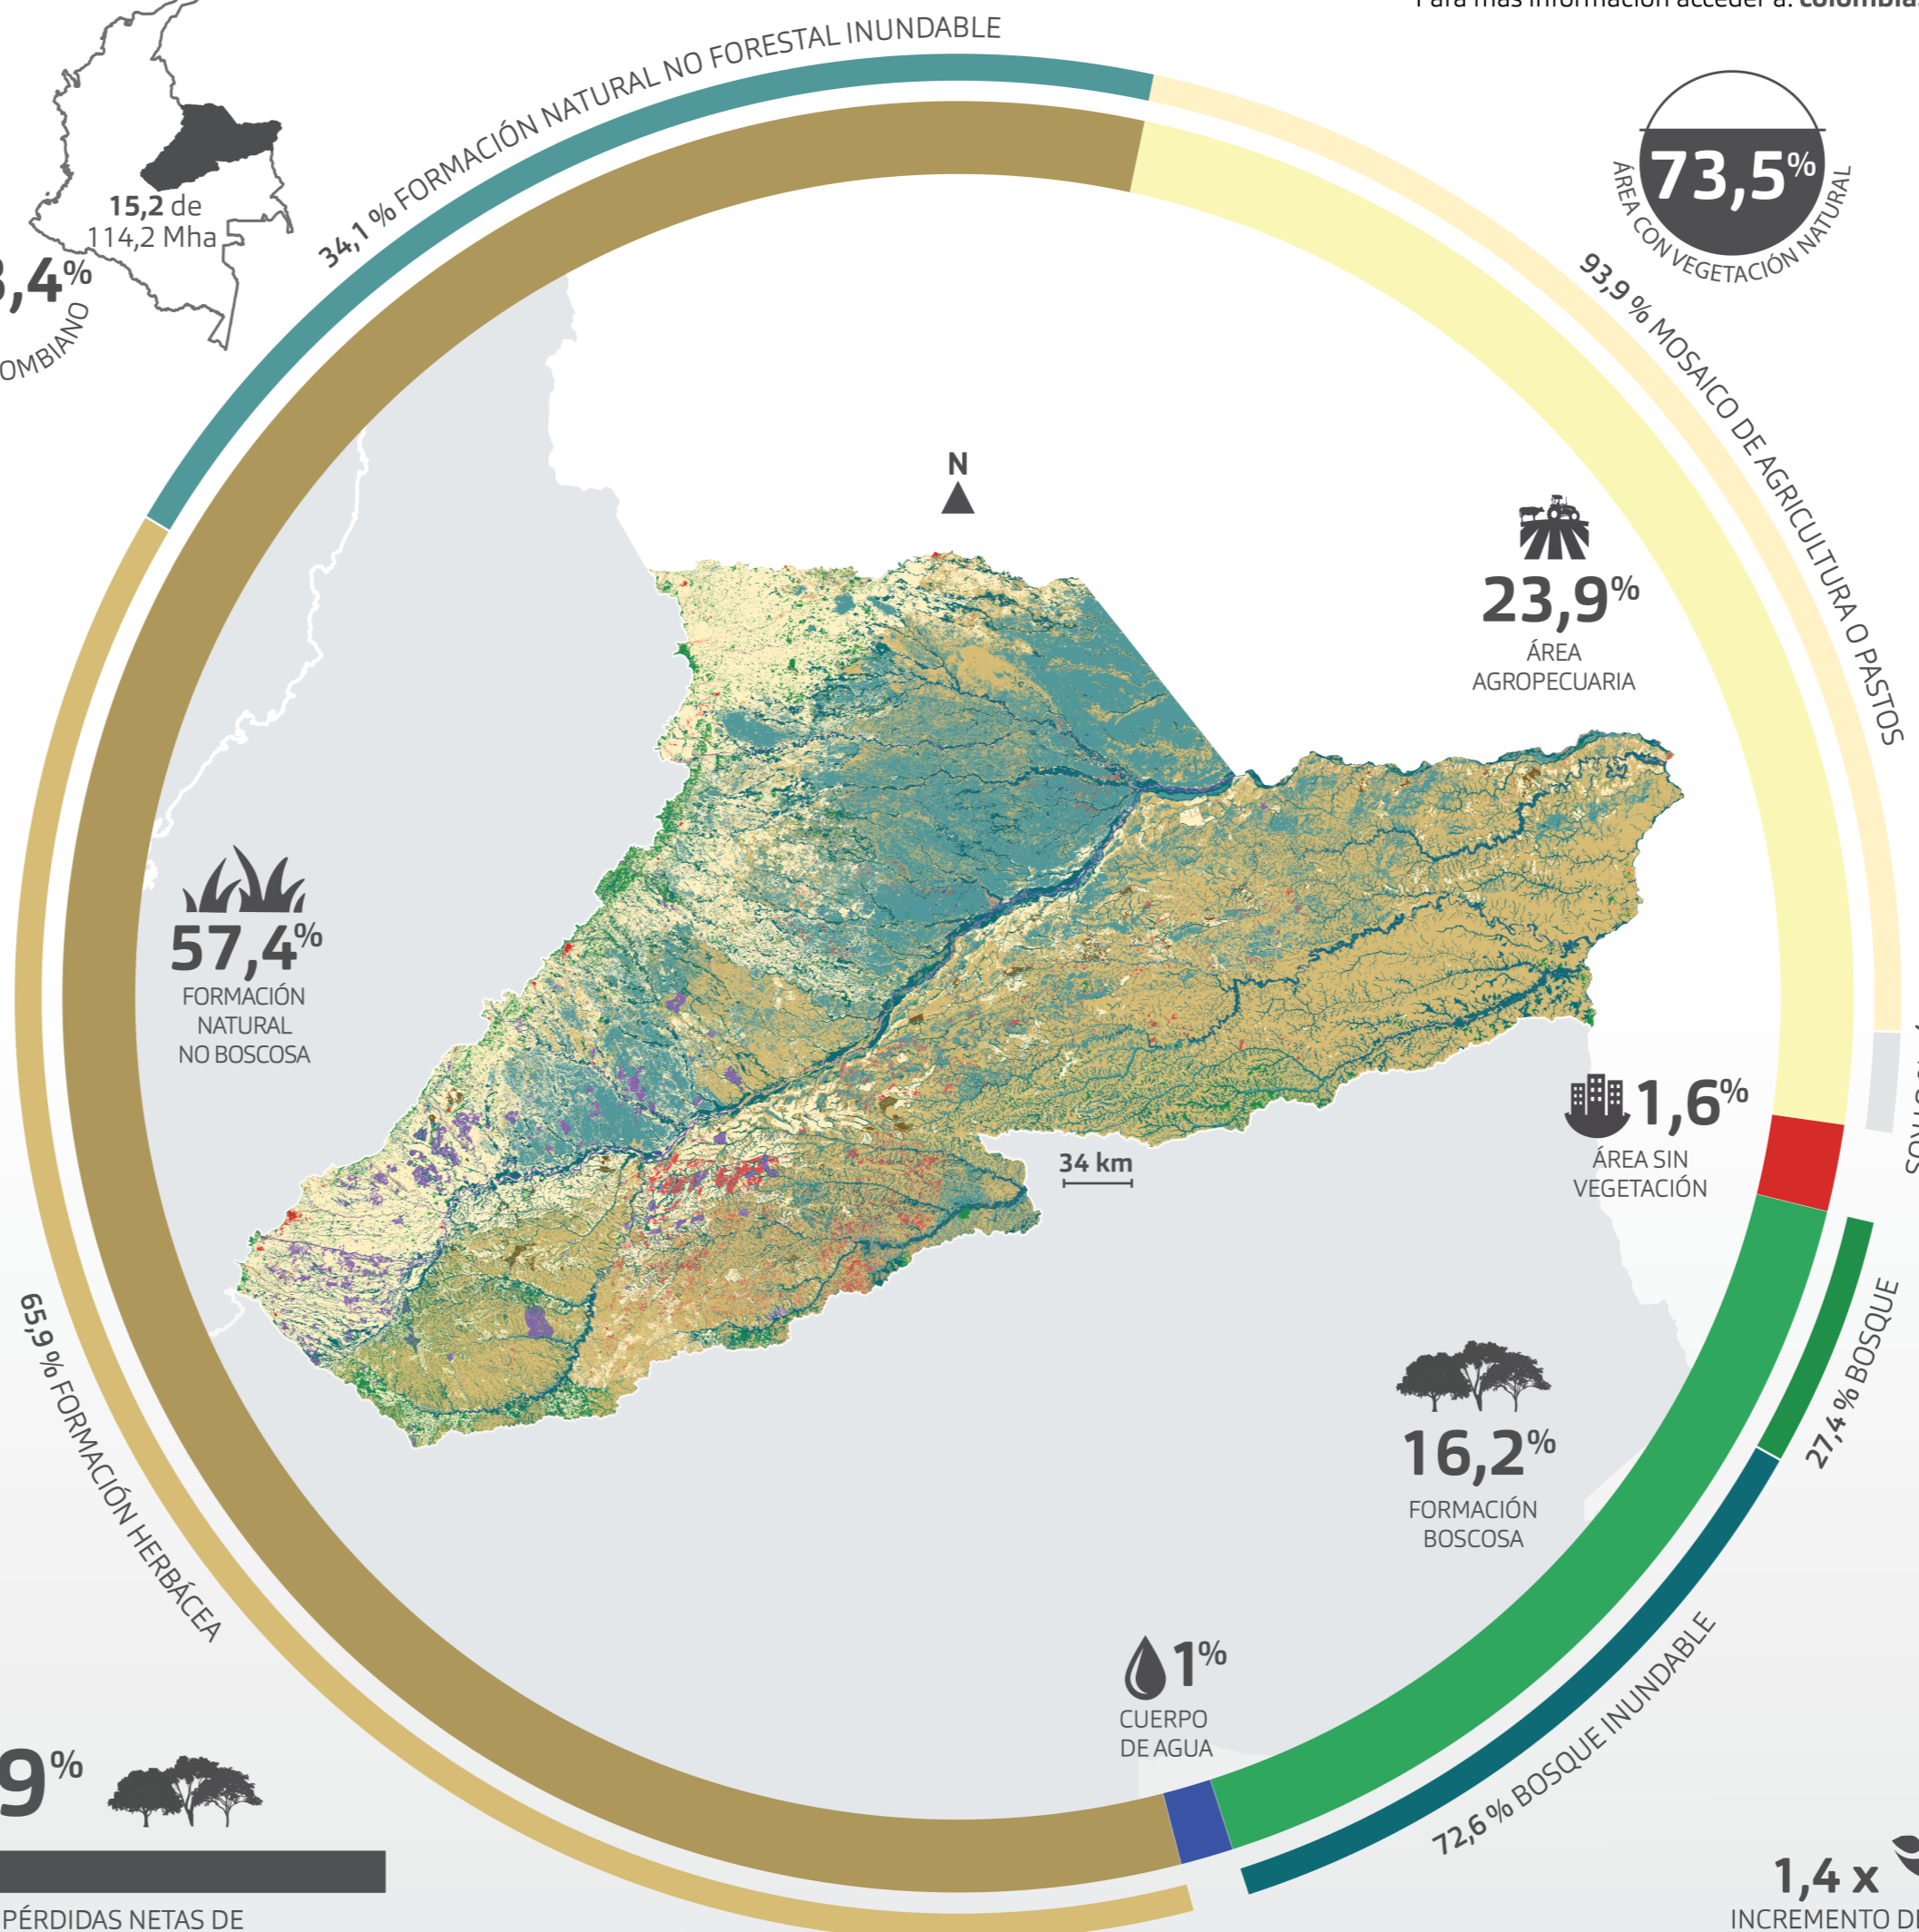 15,2 de
114,2 Mha
34,1 % FORMACIÓN NATURAL NO FORESTAL INUNDABLE
73,5%
ÁREA CON VEGETACIÓN NATURAL
93,9 % MOSAICO DE AGRICULTURA O PASTOS
N
23,9%
ÁREA
AGROPECUARIA
57,4%
FORMACIÓN
NATURAL
NO BOSCOSA
1,6%
ÁREA SIN
VEGETACIÓN
34 km
65,9 % FORMACIÓN HERBÁCEA
27,4 % BOSQUE
16,2%
FORMACIÓN
BOSCOSA
1%
CUERPO
DE AGUA
72,6 % BOSQUE INUNDABLE
PÉRDIDAS NETAS DE
1,4 x
INCREMENTO